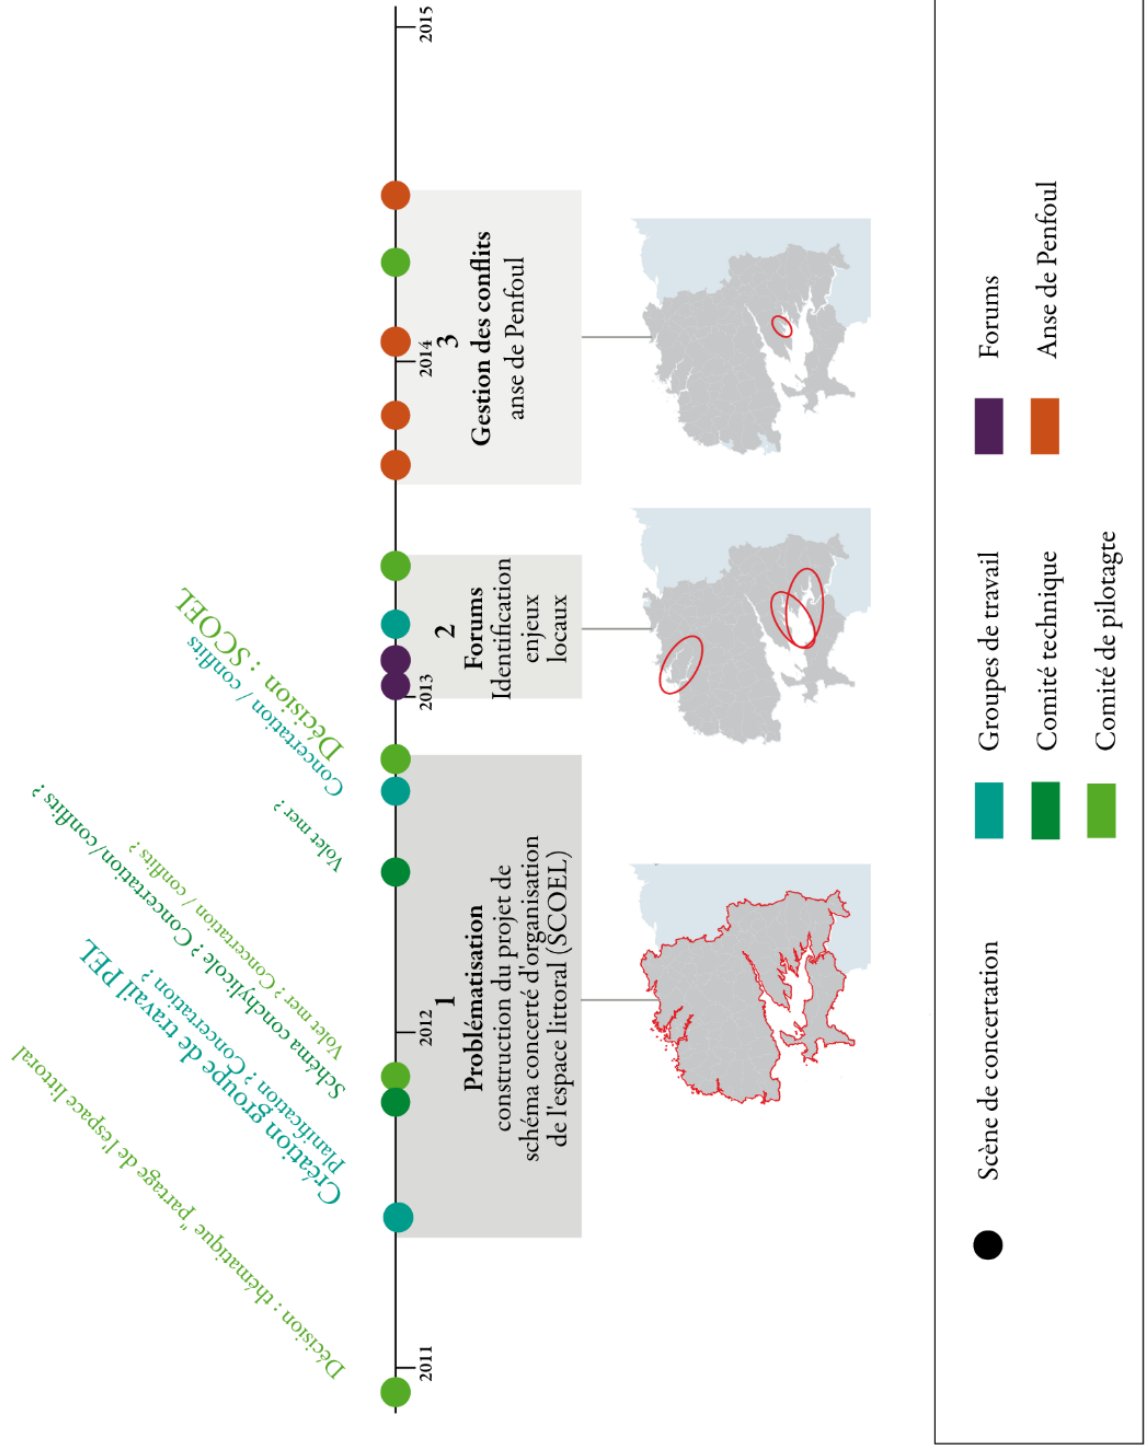 Décision : thématique "partage de l'espace littoral
Création groupe de travail PEL
Planification ? Concertation ?
Schéma conchylicole ? Concertation/conflits ?
Volet mer ? Concertation / conflits ?
Volet mer ?
Concertation / conflits
Décision : SCOEL
2011
2012
2013
2014
2015
1
Problématisation
construction du projet de
schéma concerté d'organisation
de l'espace littoral (SCOEL)
2
Forums
Identification
enjeux
locaux
3
Gestion des conflits
anse de Penfoul
Scène de concertation
Groupes de travail
Comité technique
Comité de pilotagte
Forums
Anse de Penfoul